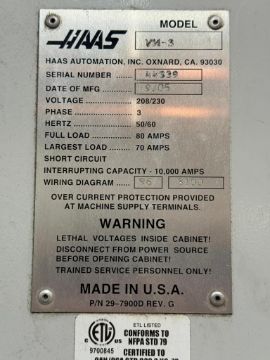 MODEL
HAAS VM-3
HAAS AUTOMATION, INC. OXNARD, CA. 93030
SERIAL NUMBER
DATE OF MFG 9/05
VOLTAGE 208/230
PHASE 3
HERTZ 50/60
FULL LOAD 80 AMPS
LARGEST LOAD 70 AMPS
SHORT CIRCUIT
INTERRUPTING CAPACITY - 10,000 AMPS
WIRING DIAGRAM 96
OVER CURRENT PROTECTION PROVIDED
AT MACHINE SUPPLY TERMINALS.
WARNING
LETHAL VOLTAGES INSIDE CABINET!
DISCONNECT FROM POWER SOURCE
BEFORE OPENING CABINET!
TRAINED SERVICE PERSONNEL ONLY!
MADE IN U.S.A.
P/N 29-7900D REV. G
ETL LISTED
CONFORMS TO
NFPA STD 79
9700845
CERTIFIED TO